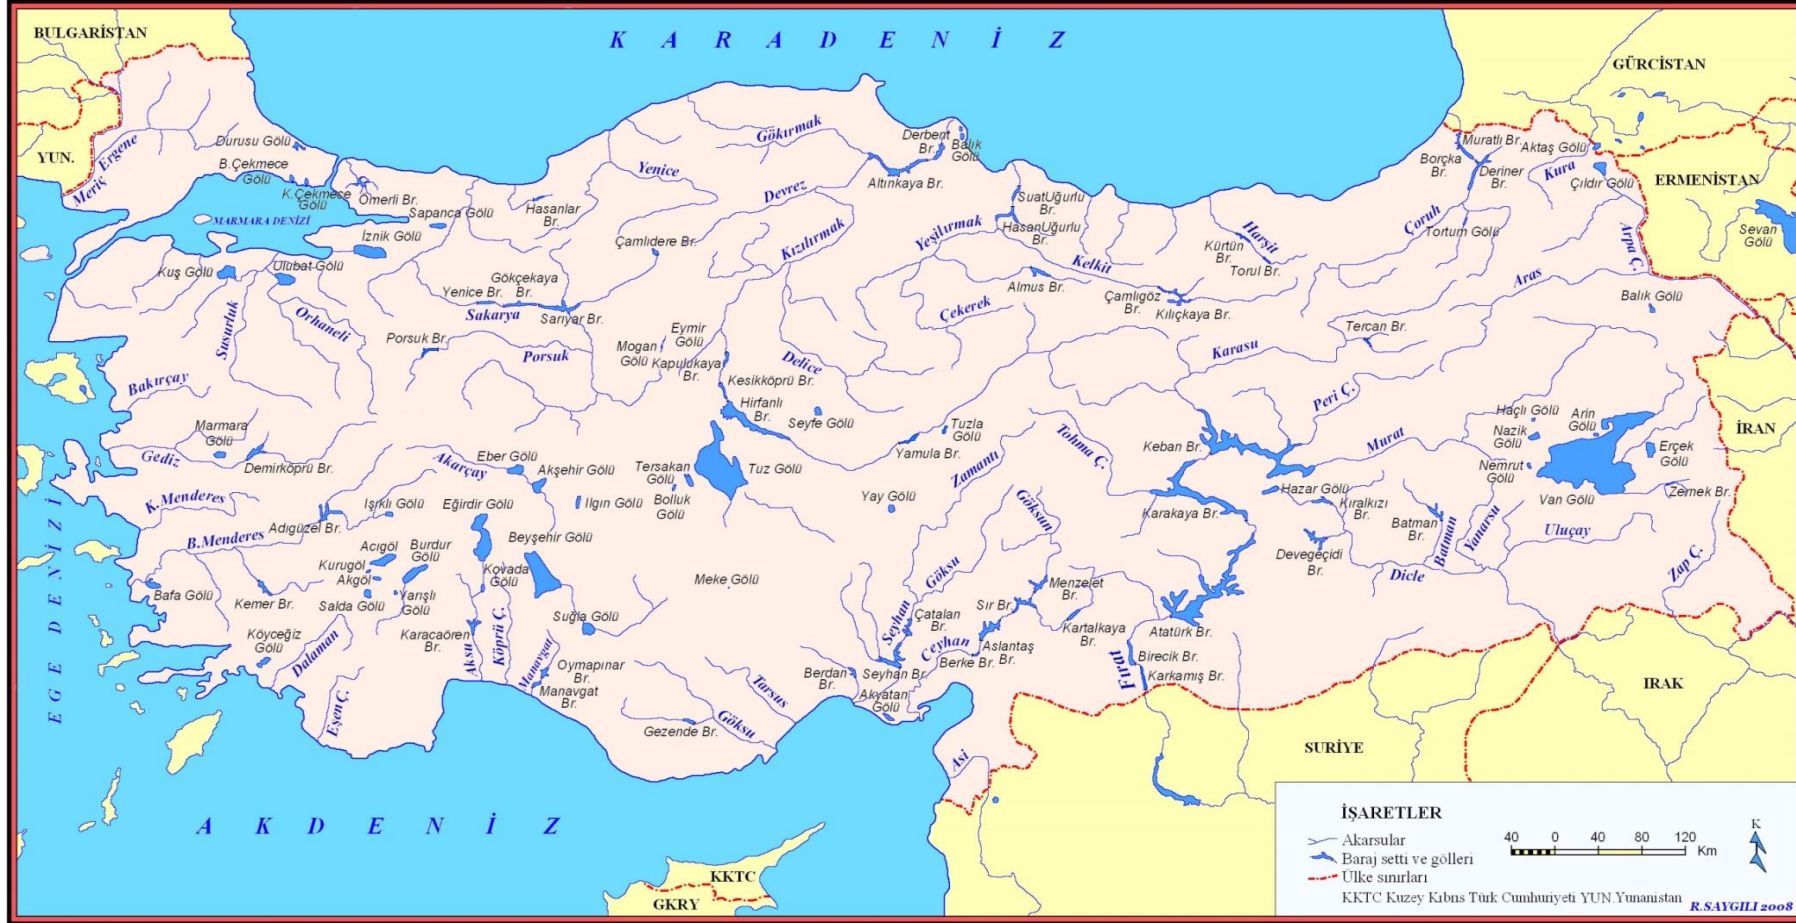 BULGARİSTAN
K A R A D E N İ Z
GÜRCİSTAN
YUN.
Meriç
Ergene
Durusu Gölü
B.Çekmece
Gölü
K.Çekmece
Gölü
Ömerli Br.
Sapanca Gölü
MARMARA DENİZİ
İznik Gölü
Kuş Gölü
Ulubat Gölü
Hasanlar
Br.
Yenice
Gökırmak
Devrez
Derbent
Br.
Balık
Gölü
Altınkaya Br.
Kızılırmak
Çamlıdere Br.
Gökçekaya
Br.
Yenice Br.
Sakarya
Sarıyar Br.
Yeşilırmak
SuatUğurlu
Br.
HasanUğurlu
Br.
Kelkit
Almus Br.
Çekerek
Harşit
Kürtün
Br.
Torul Br.
Çamlıgöz
Br.
Kılıçkaya Br.
Muratlı Br.
Borçka
Br.
Deriner
Br.
Aktaş Gölü
Kura
Çıldır Gölü
ERMENİSTAN
Sevan
Gölü
Çoruh
Tortum Gölü
Arpa Ç.
Aras
Balık Gölü
Susurluk
Orhaneli
Porsuk Br.
Porsuk
Eymir
Gölü
Mogan
Gölü
Kapulukaya
Br.
Delice
Kesikköprü Br.
Hirfanlı
Br.
Seyfe Gölü
Tuzla
Gölü
Yamula Br.
Karasu
Tercan Br.
Peri Ç.
Bakırçay
Marmara
Gölü
Gediz
Demirköprü Br.
Akarçay
Eber Gölü
Akşehir Gölü
Tersakan
Gölü
Bolluk
Gölü
Ilgın Gölü
Tuz Gölü
Yay Gölü
Zamantı
Tohma Ç.
Keban Br.
Murat
Haçlı Gölü
Nazik
Gölü
Arin
Gölü
Erçek
Gölü
İRAN
Nemrut
Gölü
Van Gölü
Zernek Br.
Hazar Gölü
Kıralkızı
Br.
Karakaya Br.
Batman
Br.
Batman
Yanarsu
Uluçay
Devegeçidi
Br.
Dicle
Zap Ç.
K.Menderes
B.Menderes
Adıgüzel Br.
Işıklı Gölü
Eğirdir Gölü
Beyşehir Gölü
Acıgöl
Burdur
Gölü
Kurugöl
Akgöl
Salda Gölü
Yarışlı
Gölü
Kovada
Gölü
Bafa Gölü
Kemer Br.
Köyceğiz
Gölü
Dalaman
Eşen Ç.
Karacaören
Br.
Aksu
Köprü Ç.
Manavgat
Suğla Gölü
Oymapınar
Br.
Manavgat
Br.
Meke Gölü
Göksun
Göksu
Seyhan
Menzelet
Br.
Sır Br.
Çatalan
Br.
Ceyhan
Aslantaş
Br.
Berke Br.
Kartalkaya
Br.
Atatürk Br.
Birecik Br.
Karkamış Br.
Fırat
Berdan
Br.
Seyhan Br.
Akyatan
Gölü
Tarsus
Göksu
Gezende Br.
Asi
SURİYE
IRAK
E G E D E N İ Z İ
A K D E N İ Z
KKTC
GKRY
İŞARETLER
Akarsular
Baraj setti ve gölleri
Ülke sınırları
KKTC Kuzey Kıbrıs Türk Cumhuriyeti YUN.Yunanistan
40 0 40 80 120 Km
K
R.SAYGILI 2008